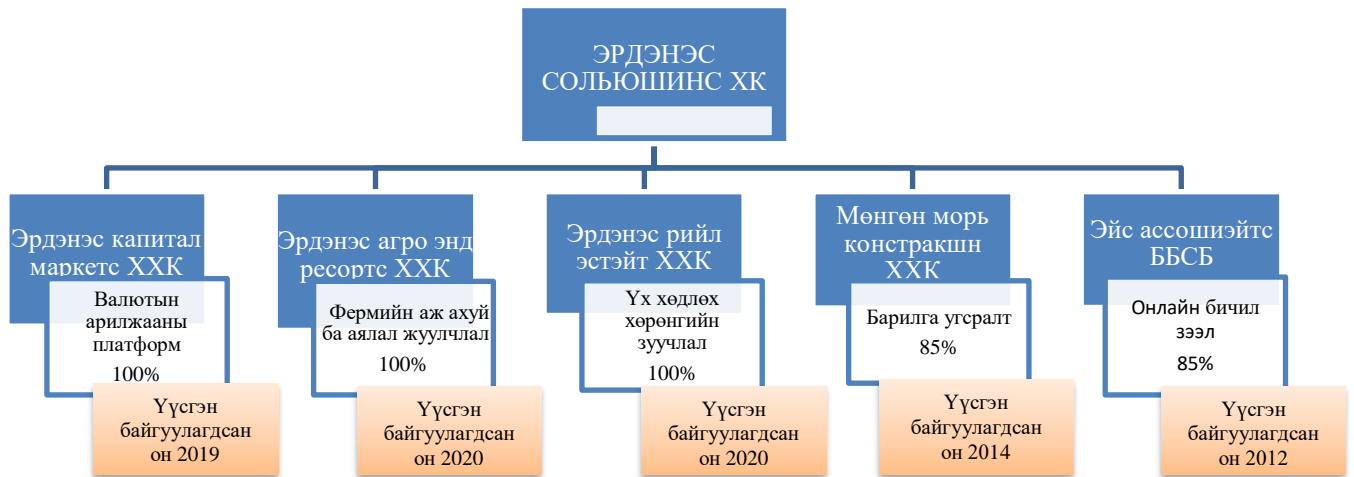 ЭРДЭНЭС
СОЛЬЮШИНС ХК
Эрдэнэс капитал
маркетс ХХК
Валютын
арилжааны
платформ
100%
Үүсгэн
байгуулагдсан
он 2019
Эрдэнэс агро энд
ресортс ХХК
Фермийн аж ахуй
ба аялал жуулчлал
100%
Үүсгэн
байгуулагдсан
он 2020
Эрдэнэс рийл
эстэйт ХХК
Үх хөдлөх
хөрөнгийн
зуучлал
100%
Үүсгэн
байгуулагдсан
он 2020
Мөнгөн морь
констракшн
ХХК
Барилга угсралт
85%
Үүсгэн
байгуулагдсан
он 2014
Эйс ассошиэйтс
ББСБ
Онлайн бичил
зээл
85%
Үүсгэн
байгуулагдсан
он 2012